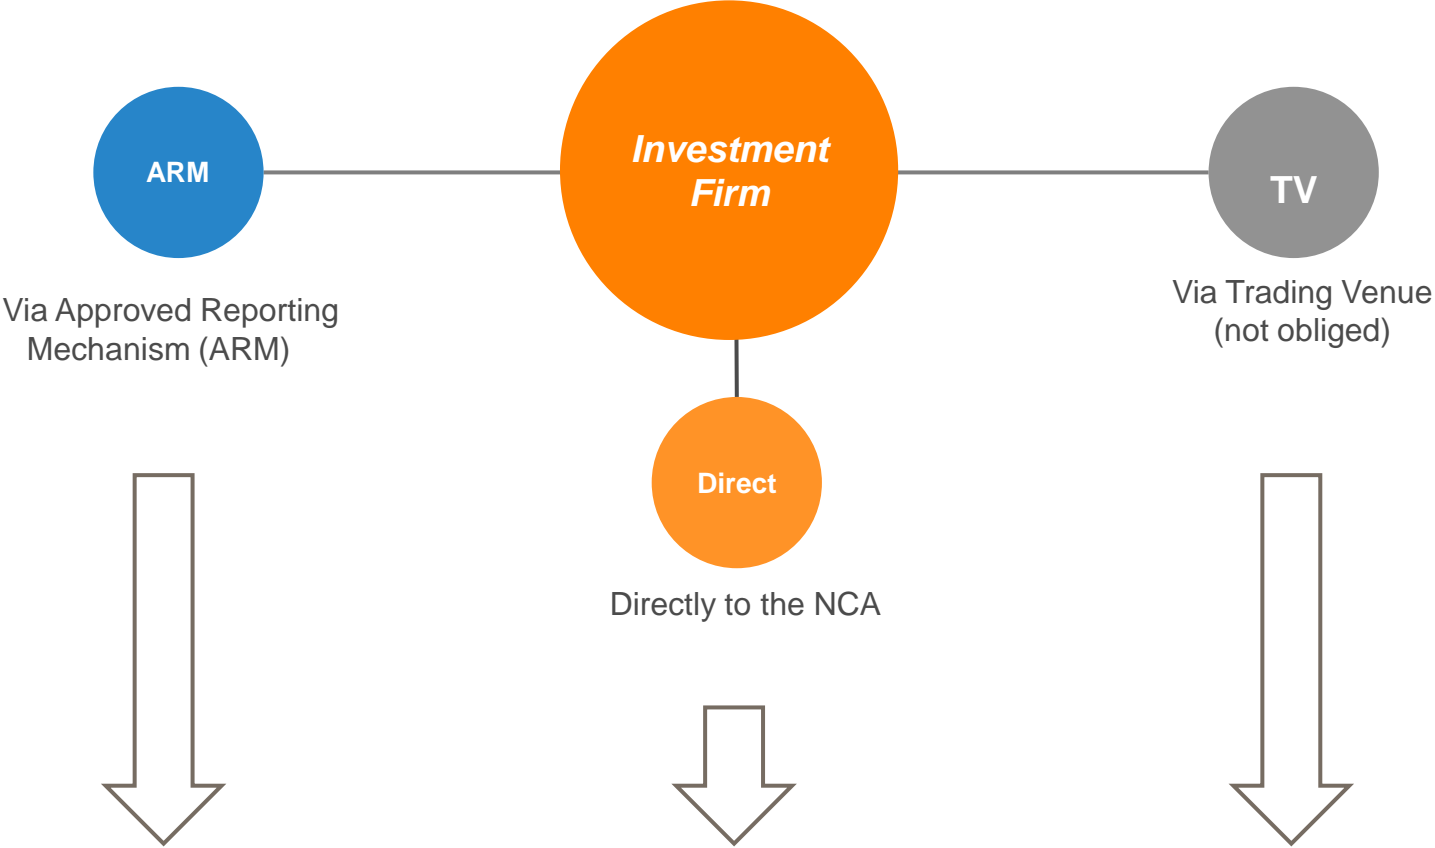 Investment
Firm
ARM
TV
Via Approved Reporting
Mechanism (ARM)
Via Trading Venue
(not obliged)
Direct
Directly to the NCA